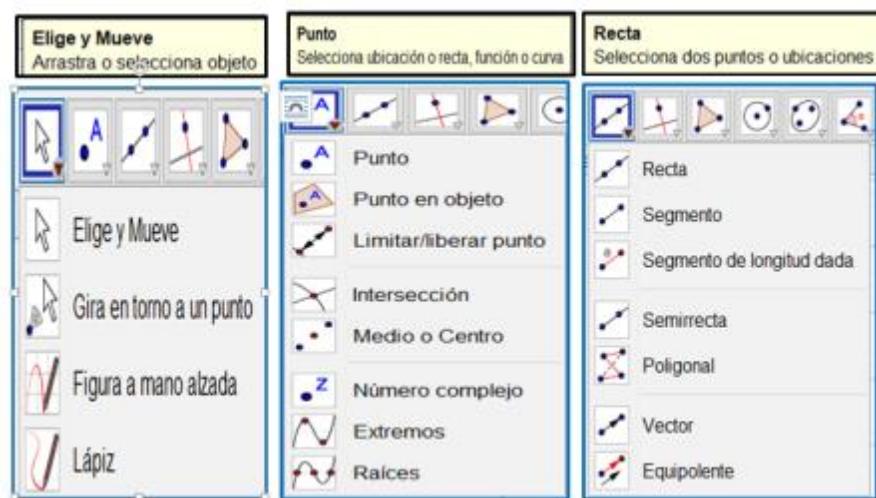 Elige y Mueve
Arrastra o selecciona objeto
A
Elige y Mueve
Gira en torno a un punto
Figura a mano alzada
Lápiz
Punto
Selecciona ubicación o recta, función o curva
A
A
Punto
A
Punto en objeto
Limitar/liberar punto
Intersección
Medio o Centro
Z
Número complejo
Extremos
Raíces
Recta
Selecciona dos puntos o ubicaciones
Recta
Segmento
a
Segmento de longitud dada
Semirrecta
Poligonal
Vector
Equipolente